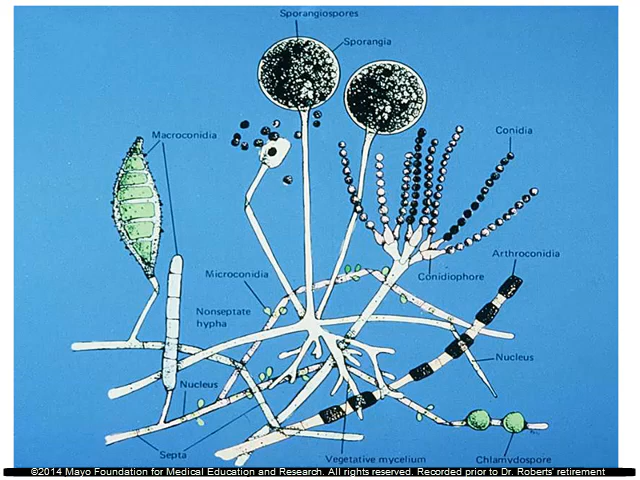 Sporangiospores
Sporangia
Macroconidia
Conidia
Microconidia
Conidiophore
Arthroconidia
Nonseptate
hypha
Nucleus
Nucleus
Septa
Vegetative mycelium
Chlamydospore
©2014 Mayo Foundation for Medical Education and Research. All rights reserved. Recorded prior to Dr. Roberts' retirement